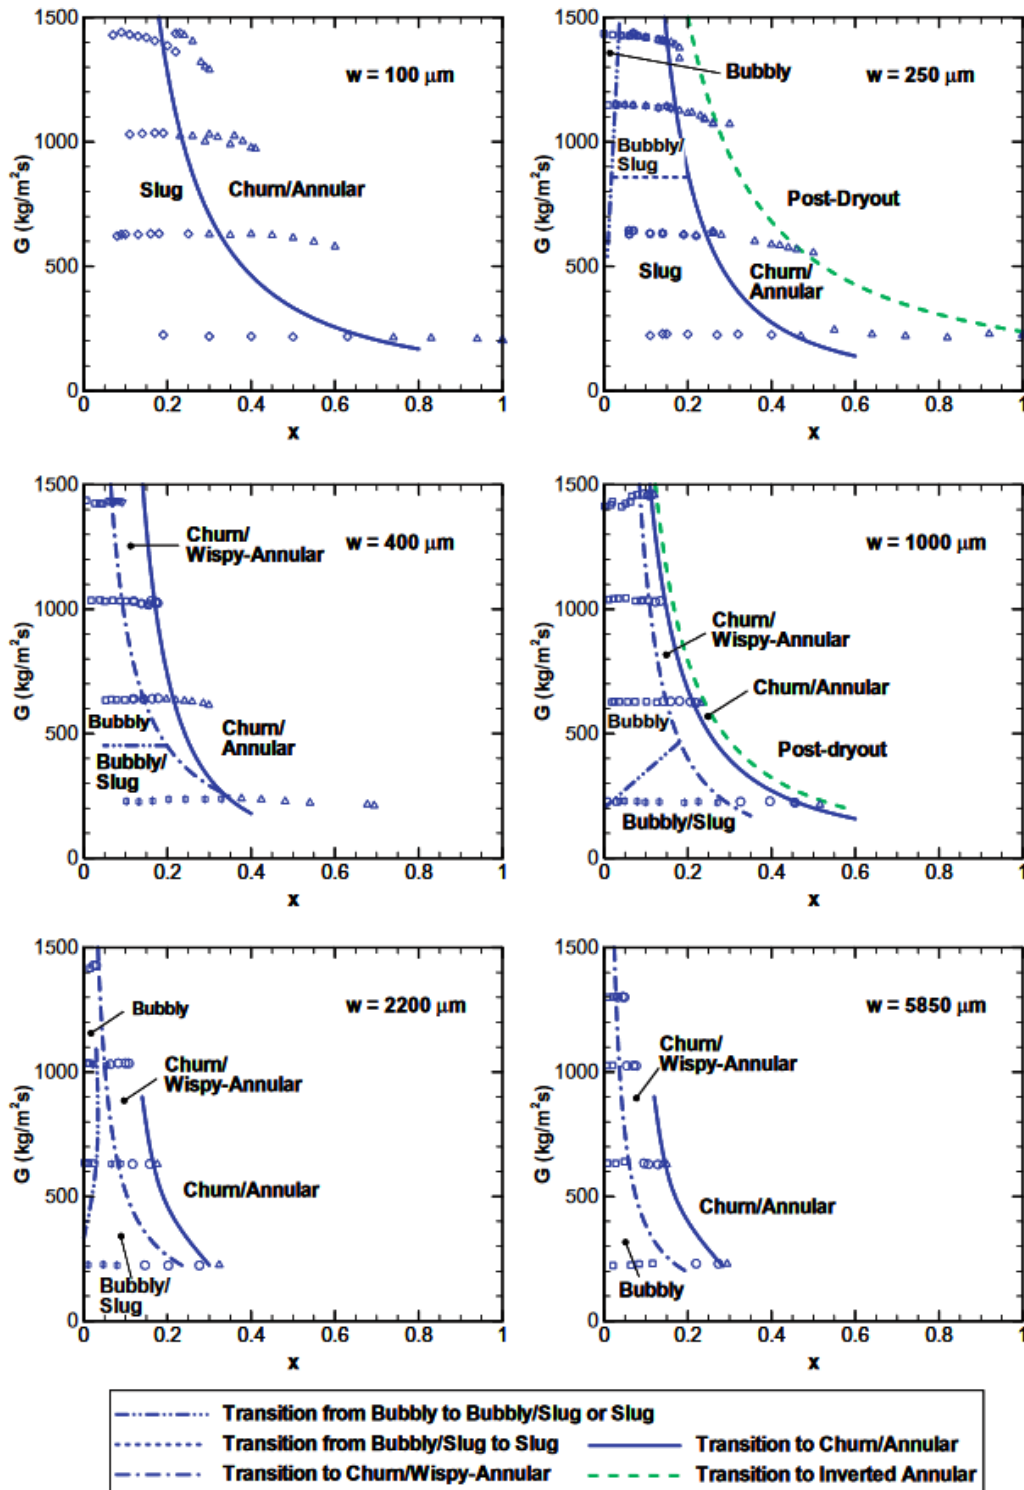 1500
1000
500
0
G (kg/m²s)
w = 100 µm
Slug
Churn/Annular
0 0.2 0.4 0.6 0.8 1
x
1500
1000
500
0
G (kg/m²s)
w = 250 µm
Bubbly
Bubbly/
Slug
Post-Dryout
Slug
Churn/
Annular
0 0.2 0.4 0.6 0.8 1
x
1500
1000
500
0
G (kg/m²s)
Churn/
Wispy-Annular
w = 400 µm
Bubbly
Churn/
Annular
Bubbly/
Slug
0 0.2 0.4 0.6 0.8 1
x
1500
1000
500
0
G (kg/m²s)
w = 1000 µm
Churn/
Wispy-Annular
Churn/Annular
Bubbly
Post-dryout
Bubbly/Slug
0 0.2 0.4 0.6 0.8 1
x
1500
1000
500
0
G (kg/m²s)
w = 2200 µm
Bubbly
Churn/
Wispy-Annular
Churn/Annular
Bubbly/
Slug
0 0.2 0.4 0.6 0.8 1
x
1500
1000
500
0
G (kg/m²s)
w = 5850 µm
Churn/
Wispy-Annular
Churn/Annular
Bubbly
0 0.2 0.4 0.6 0.8 1
x
Transition from Bubbly to Bubbly/Slug or Slug
Transition from Bubbly/Slug to Slug
Transition to Churn/Annular
Transition to Churn/Wispy-Annular
Transition to Inverted Annular